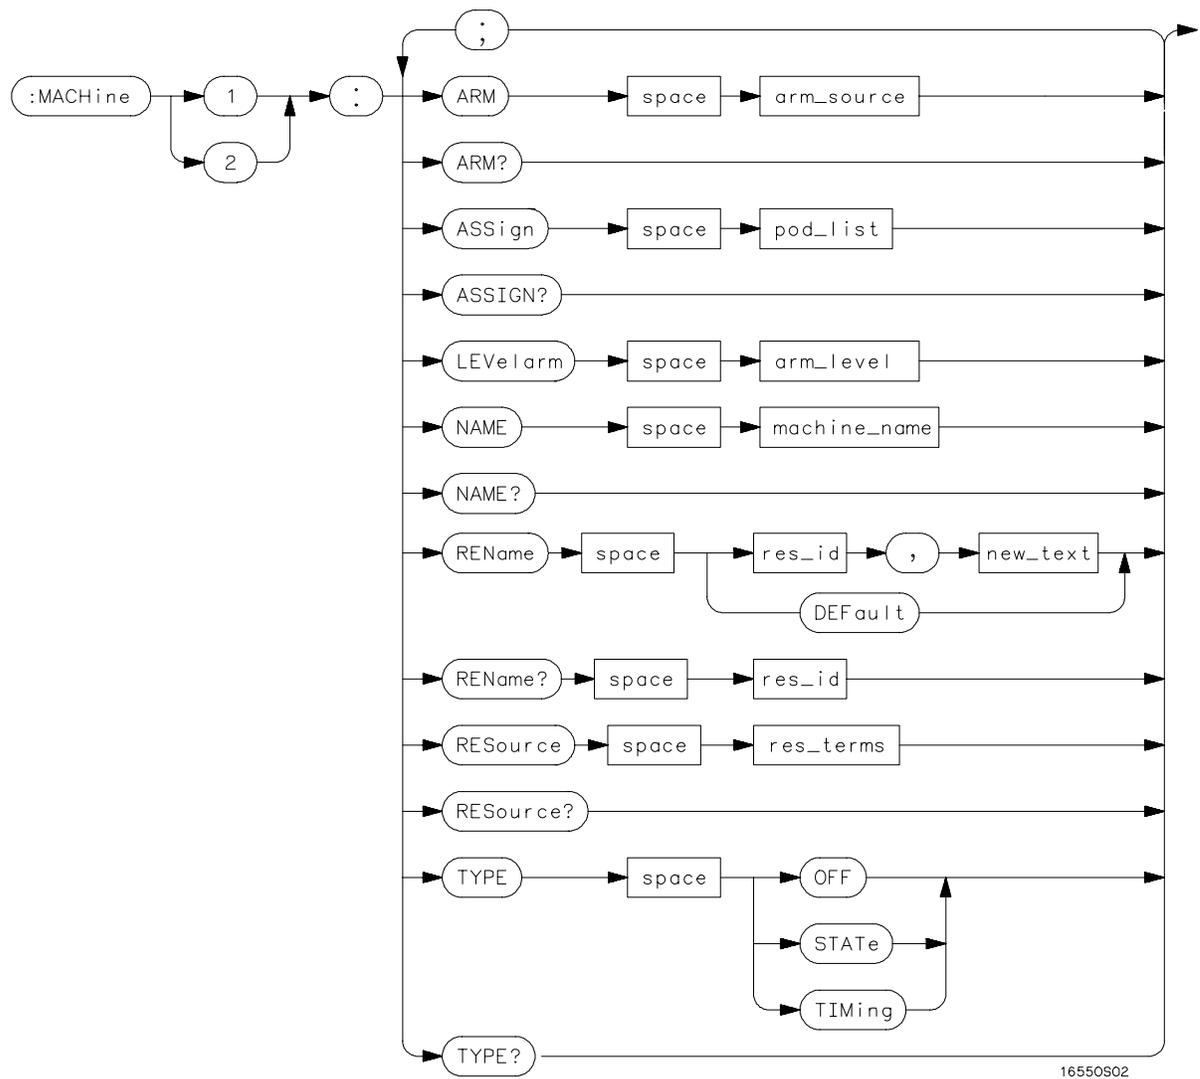 ;
:MACHine 1 : ARM space arm_source
2 ARM?
ASSign space pod_list
ASSIGN?
LEVelarm space arm_level
NAME space machine_name
NAME?
REName space res_id , new_text
DEFault
REName? space res_id
RESource space res_terms
RESource?
TYPE space OFF
STATe
TIMing
TYPE?
16550S02